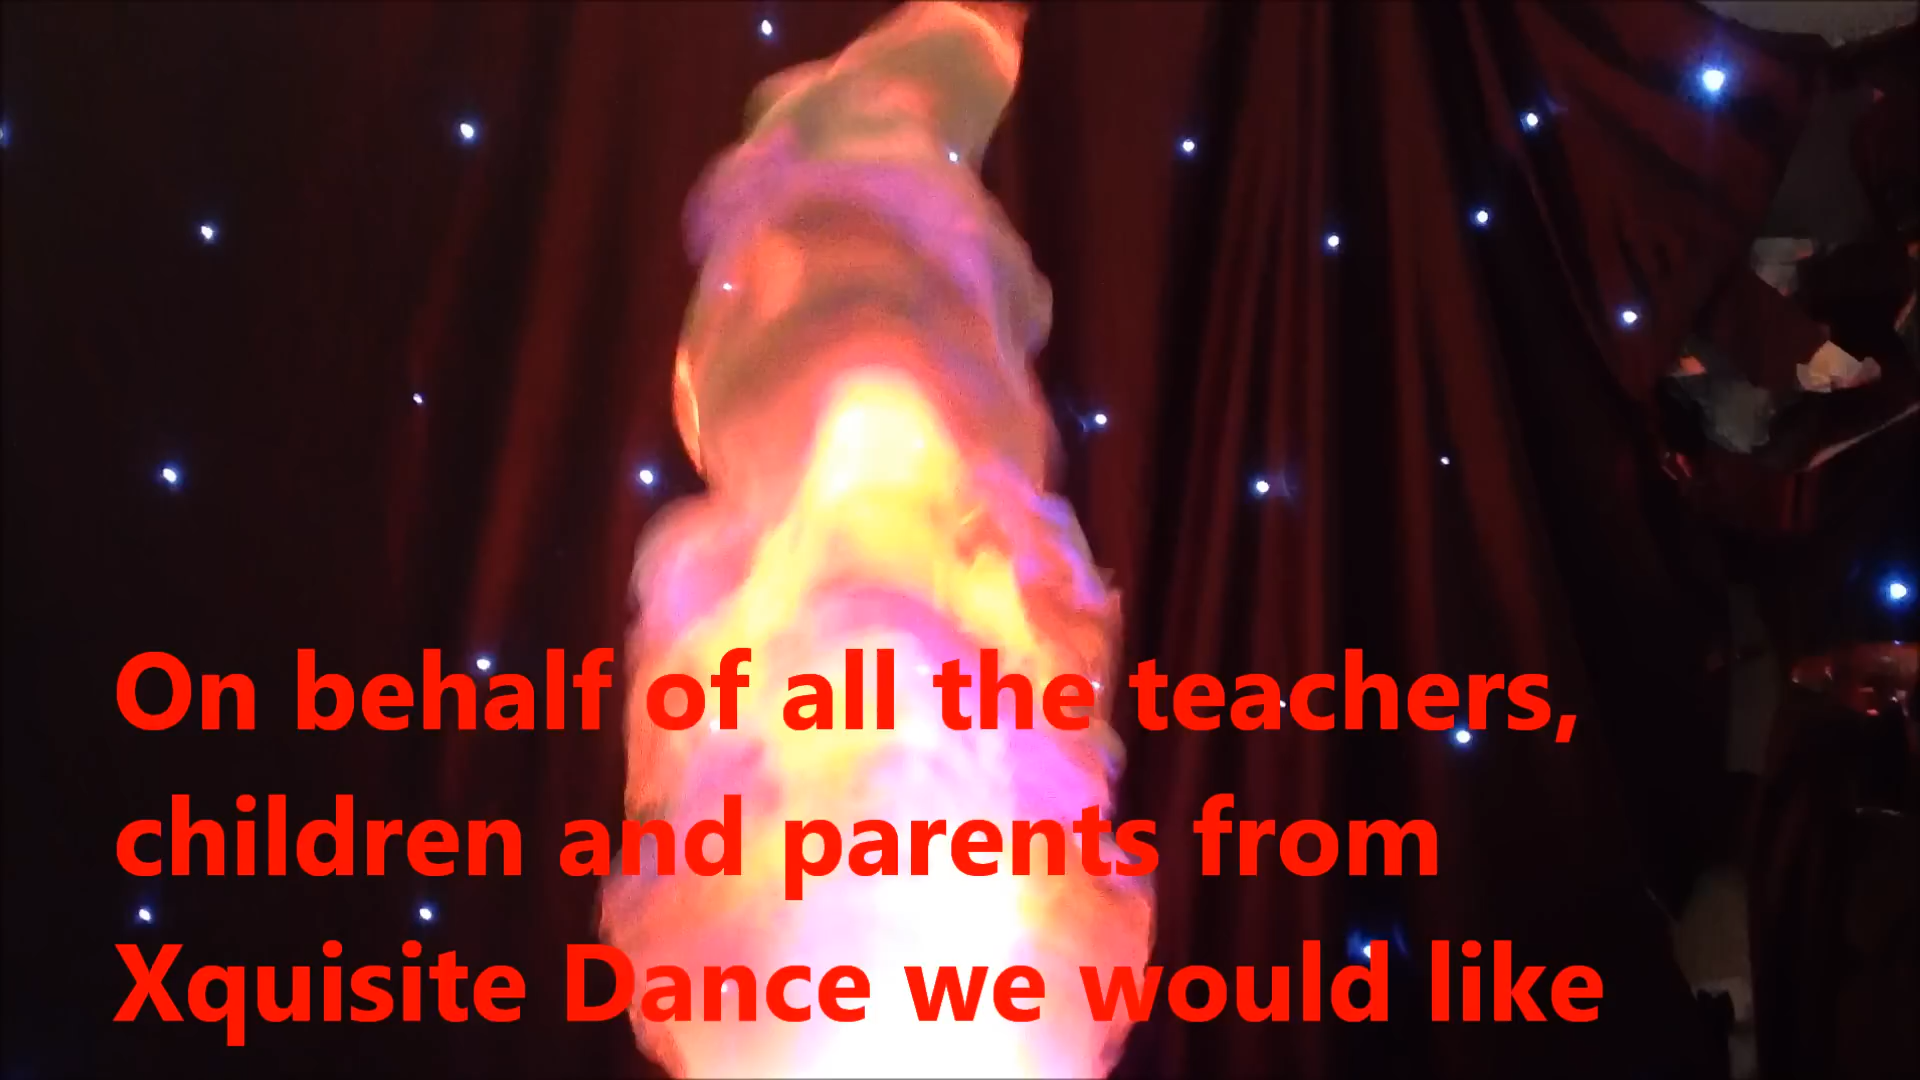 On behalf of all the teachers,
children and parents from
Xquisite Dance we would like